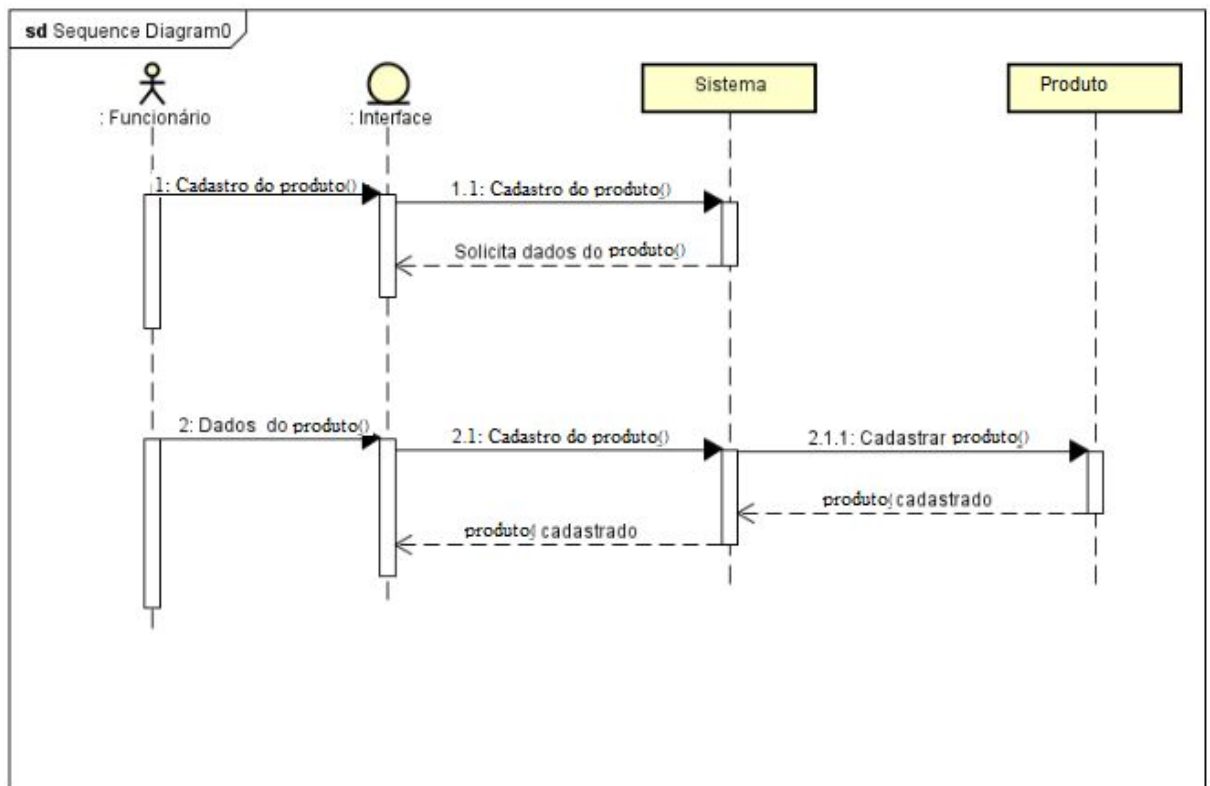 sd Sequence Diagram0
: Funcionário
: Interface
Sistema
Produto
1: Cadastro do produto()
1.1: Cadastro do produto()
Solicita dados do produto()
2: Dados do produto()
2.1: Cadastro do produto()
2.1.1: Cadastrar produto()
produto( cadastrado
produto( cadastrado